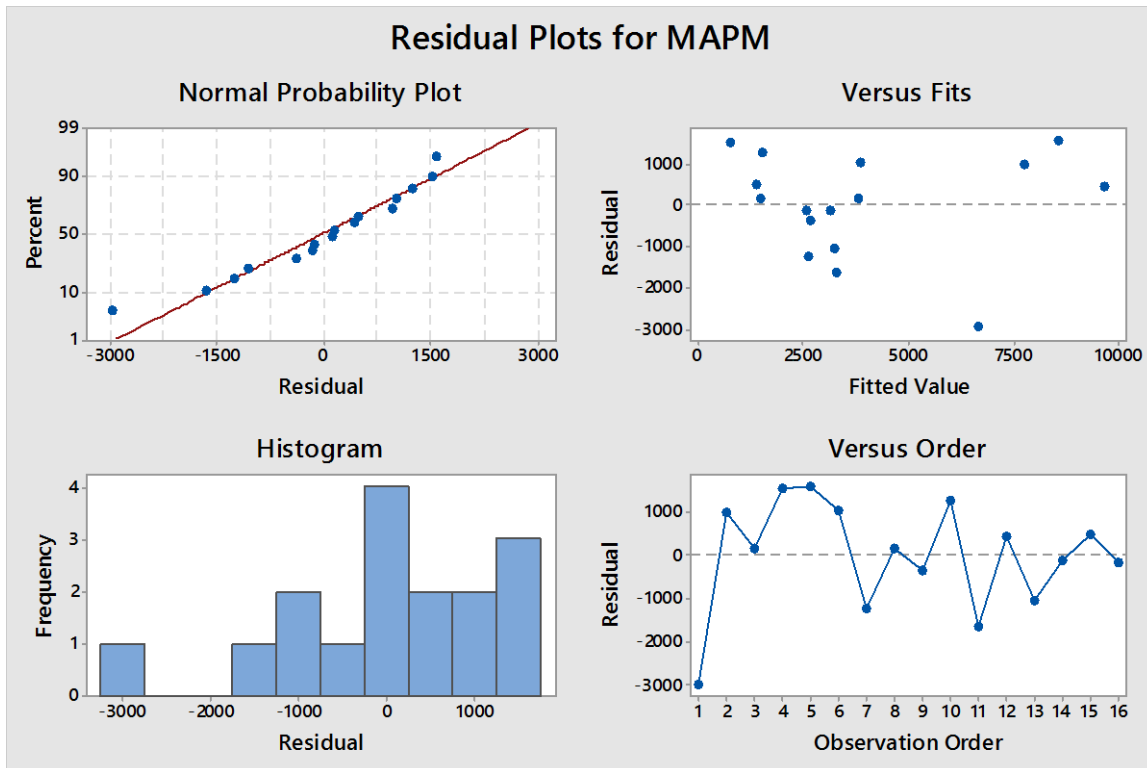 Residual Plots for MAPM
Normal Probability Plot
99
90
50
10
1
Percent
-3000 -1500 0 1500 3000
Residual
Versus Fits
1000
0
-1000
-2000
-3000
Residual
0 2500 5000 7500 10000
Fitted Value
Histogram
4
3
2
1
0
Frequency
-3000 -2000 -1000 0 1000
Residual
Versus Order
1000
0
-1000
-2000
-3000
Residual
1 2 3 4 5 6 7 8 9 10 11 12 13 14 15 16
Observation Order